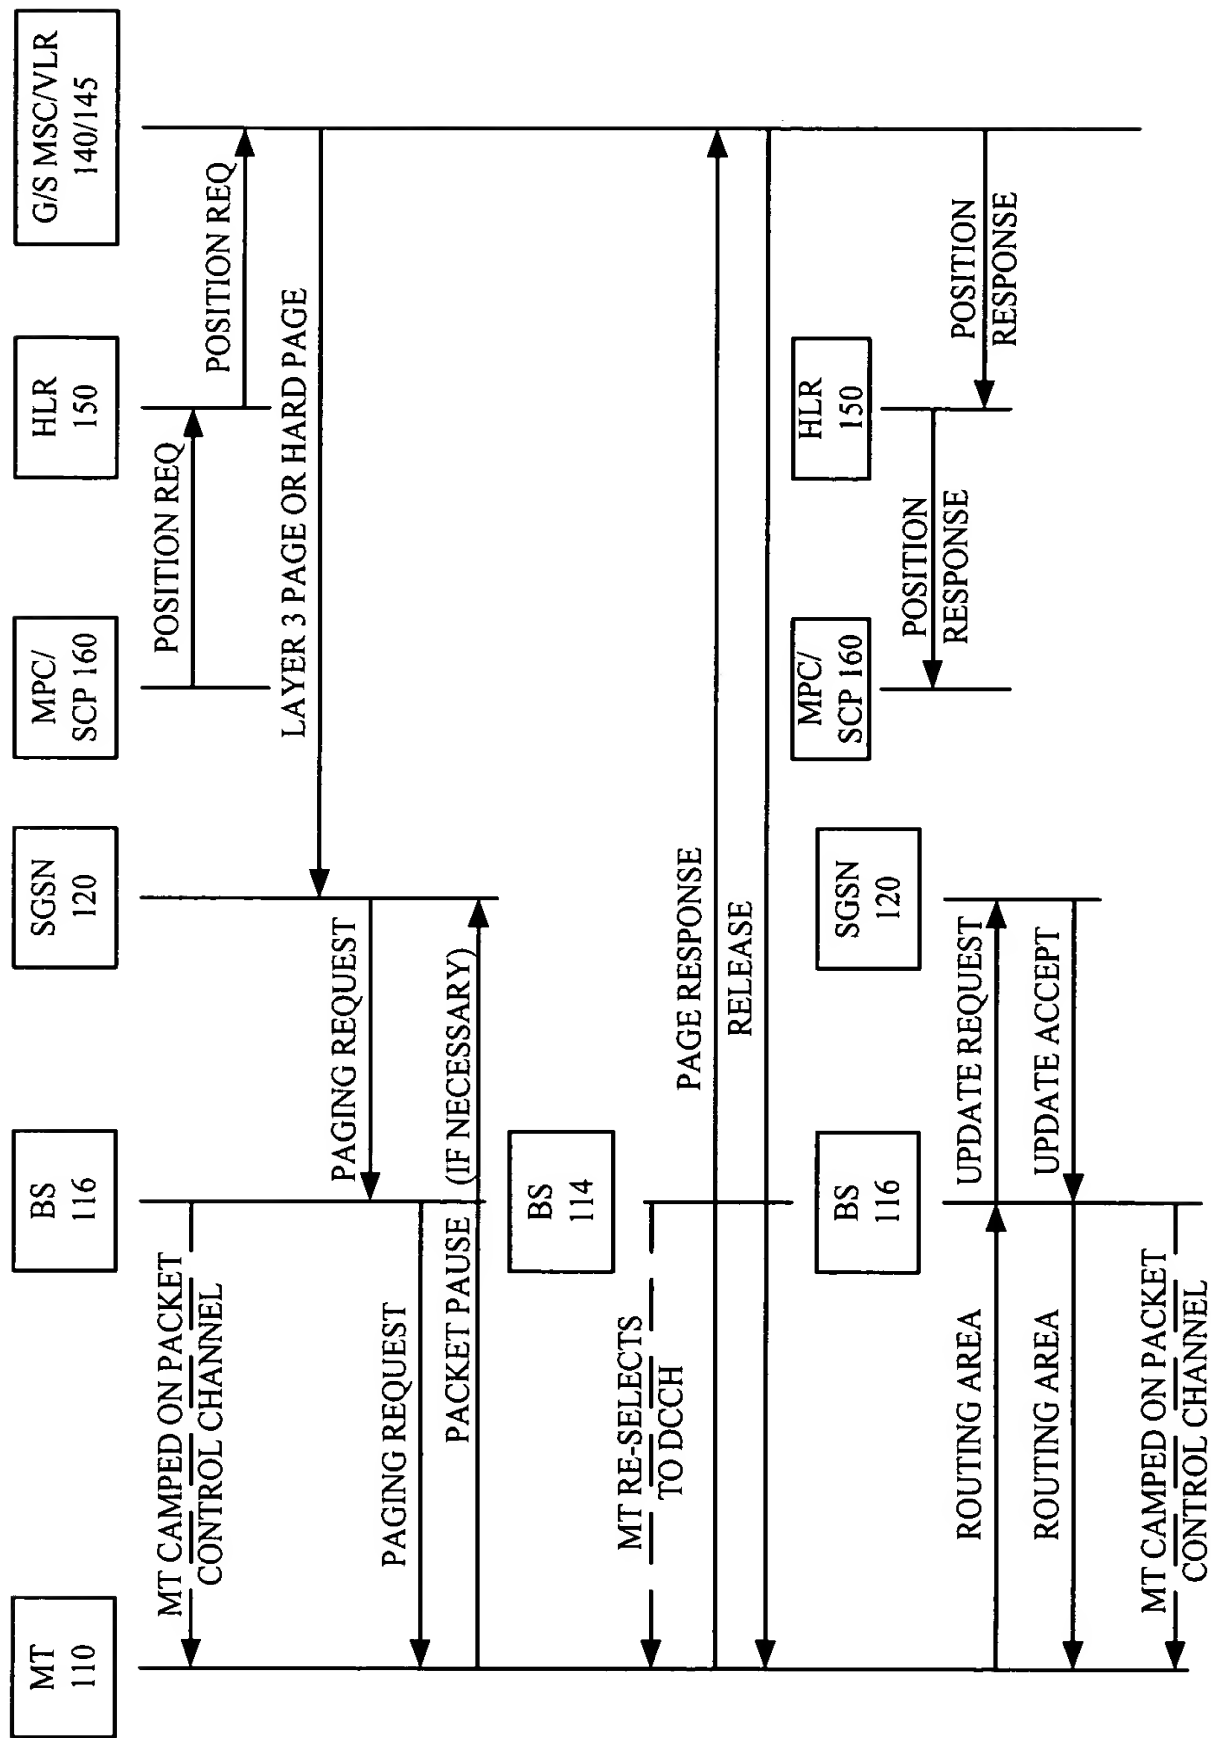 MT
110
BS
116
SGSN
120
MPC/
SCP 160
HLR
150
G/S MSC/VLR
140/145
MT CAMPED ON PACKET
CONTROL CHANNEL
POSITION REQ
POSITION REQ
LAYER 3 PAGE OR HARD PAGE
PAGING REQUEST
PAGING REQUEST
PACKET PAUSE (IF NECESSARY)
BS
114
MT RE-SELECTS
TO DCCH
PAGE RESPONSE
RELEASE
BS
116
SGSN
120
MPC/
SCP 160
HLR
150
POSITION
RESPONSE
POSITION
RESPONSE
ROUTING AREA
UPDATE REQUEST
ROUTING AREA
UPDATE ACCEPT
MT CAMPED ON PACKET
CONTROL CHANNEL